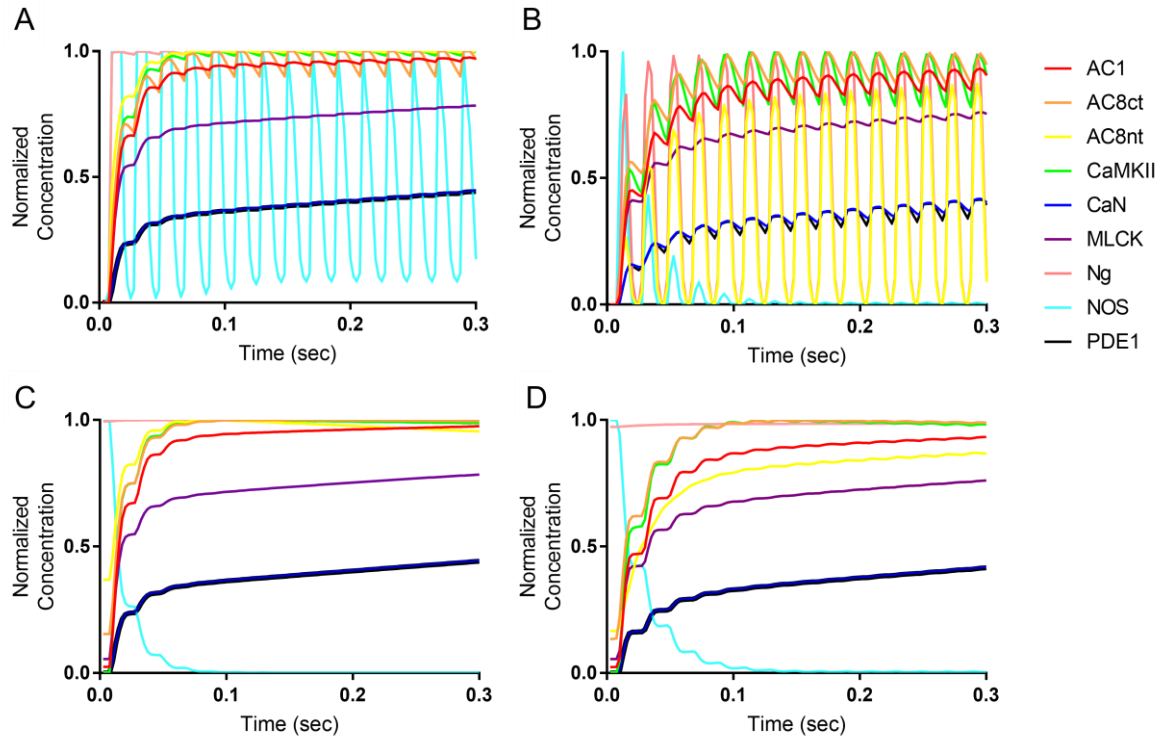 A
B
1.0
0.5
0.0
Normalized
Concentration
0.0
0.1
0.2
0.3
Time (sec)
1.0
0.5
0.0
Normalized
Concentration
0.0
0.1
0.2
0.3
Time (sec)
AC1
AC8ct
AC8nt
CaMKII
CaN
MLCK
Ng
NOS
PDE1
C
D
1.0
0.5
0.0
Normalized
Concentration
0.0
0.1
0.2
0.3
Time (sec)
1.0
0.5
0.0
Normalized
Concentration
0.0
0.1
0.2
0.3
Time (sec)